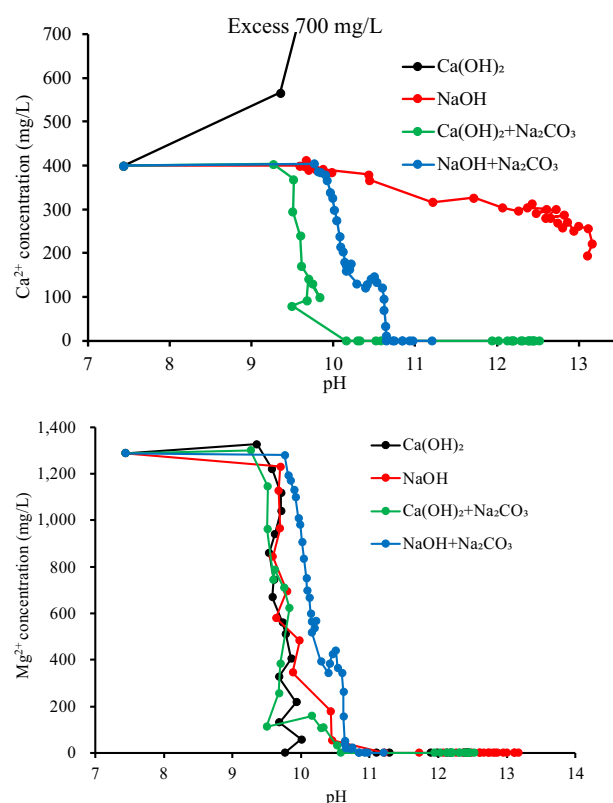 Excess 700 mg/L
700
600
500
400
300
200
100
0
Ca²⁺ concentration (mg/L)
Ca(OH)₂
NaOH
Ca(OH)₂+Na₂CO₃
NaOH+Na₂CO₃
7 8 9 10 11 12 13
pH
1,400
1,200
1,000
800
600
400
200
0
Mg²⁺ concentration (mg/L)
Ca(OH)₂
NaOH
Ca(OH)₂+Na₂CO₃
NaOH+Na₂CO₃
7 8 9 10 11 12 13 14
pH